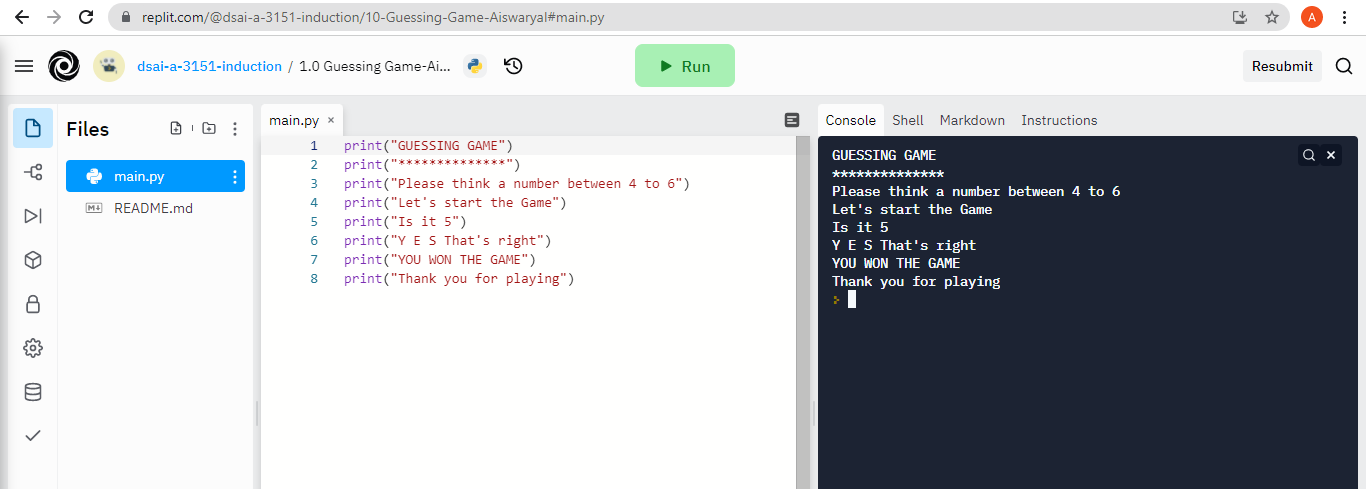 replit.com/@dsai-a-3151-induction/10-Guessing-Game-Aiswaryal#main.py
A
dsai-a-3151-induction / 1.0 Guessing Game-Ai...
Run
Resubmit
Files
main.py
README.md
main.py ×
1 print("GUESSING GAME")
2 print("**************")
3 print("Please think a number between 4 to 6")
4 print("Let's start the Game")
5 print("Is it 5")
6 print("Y E S That's right")
7 print("YOU WON THE GAME")
8 print("Thank you for playing")
Console Shell Markdown Instructions
GUESSING GAME
**************
Please think a number between 4 to 6
Let's start the Game
Is it 5
Y E S That's right
YOU WON THE GAME
Thank you for playing